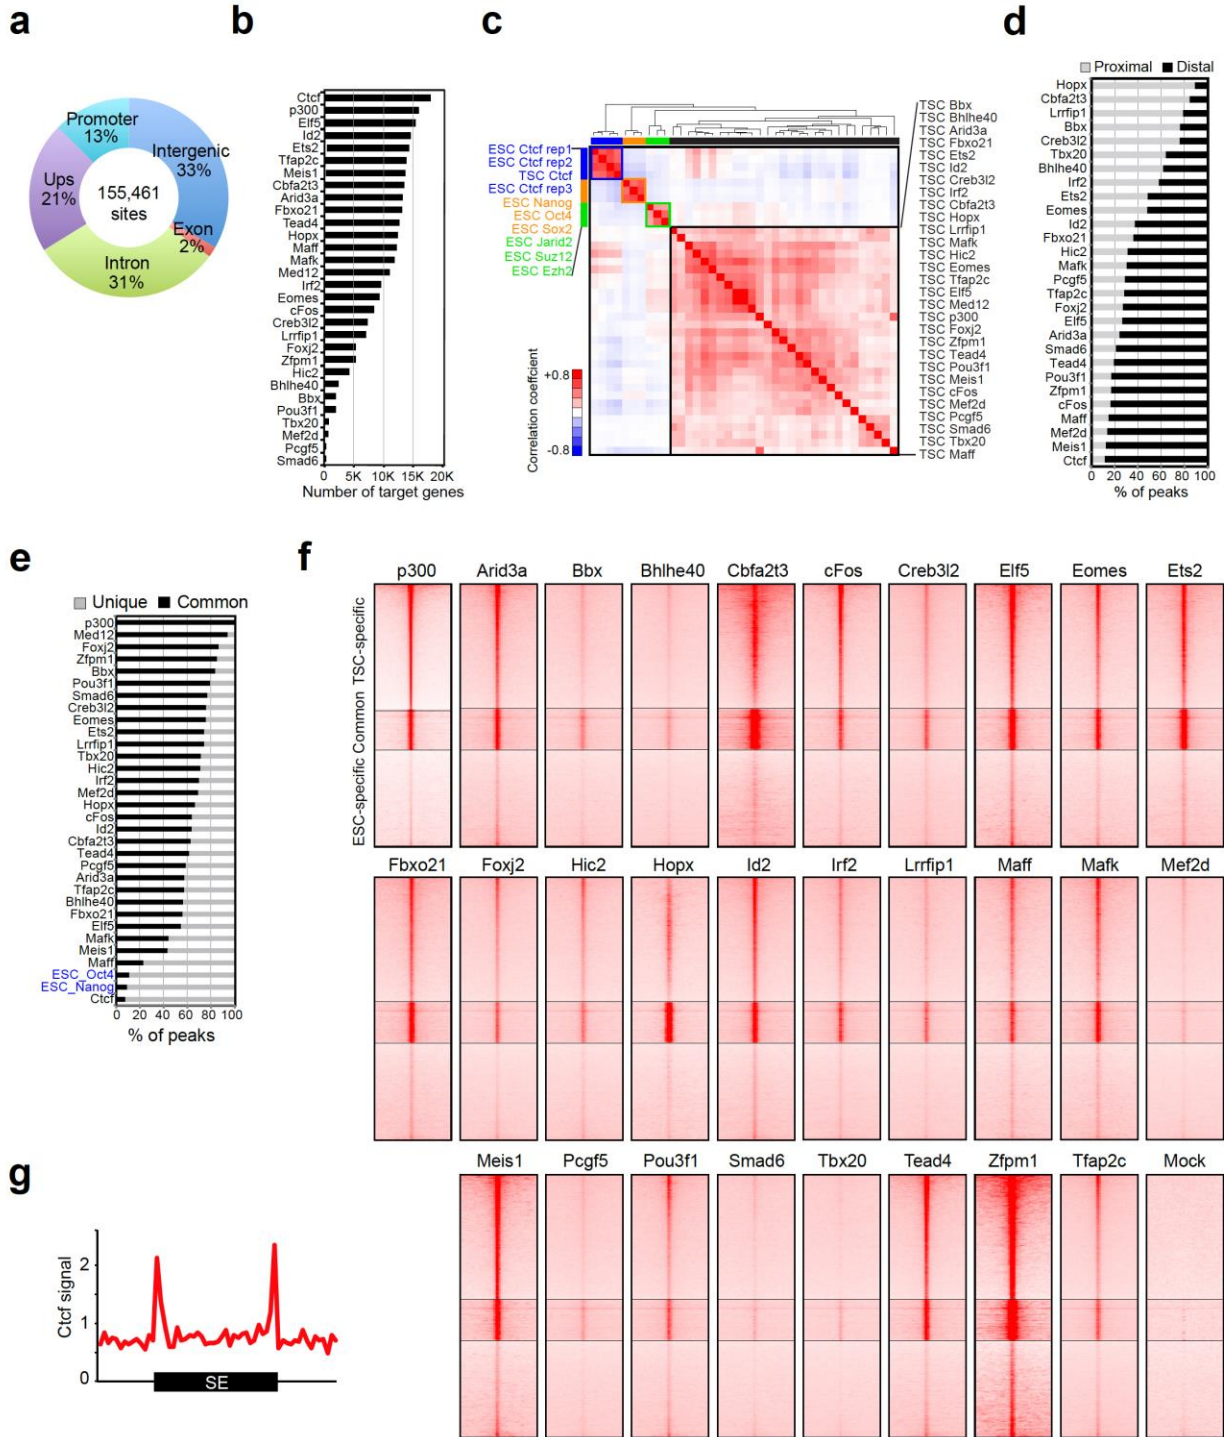 a
Promoter
13%
Intergenic
33%
Ups
21%
155,461
sites
Exon
2%
Intron
31%
b
Ctcf
p300
Elf5
Id2
Ets2
Tfap2c
Meis1
Cbfa2t3
Arid3a
Fbxo21
Tead4
Hopx
Maff
Mafk
Med12
Irf2
Eomes
cFos
Creb3l2
Lrrfip1
Foxj2
Zfpm1
Hic2
Bhlhe40
Bbx
Pou3f1
Tbx20
Mef2d
Pcgf5
Smad6
0 5K 10K 15K 20K
Number of target genes
c
ESC Ctcf rep1
ESC Ctcf rep2
TSC Ctcf
ESC Ctcf rep3
ESC Nanog
ESC Oct4
ESC Sox2
ESC Jarid2
ESC Suz12
ESC Ezh2
Correlation coeffcient
+0.8
-0.8
TSC Bbx
TSC Bhlhe40
TSC Arid3a
TSC Fbxo21
TSC Ets2
TSC Id2
TSC Creb3l2
TSC Irf2
TSC Cbfa2t3
TSC Hopx
TSC Lrrfip1
TSC Mafk
TSC Hic2
TSC Eomes
TSC Tfap2c
TSC Elf5
TSC Med12
TSC p300
TSC Foxj2
TSC Zfpm1
TSC Tead4
TSC Pou3f1
TSC Meis1
TSC cFos
TSC Mef2d
TSC Pcgf5
TSC Smad6
TSC Tbx20
TSC Maff
d
Proximal Distal
Hopx
Cbfa2t3
Lrrfip1
Bbx
Creb3l2
Tbx20
Bhlhe40
Irf2
Ets2
Eomes
Id2
Fbxo21
Hic2
Mafk
Pcgf5
Tfap2c
Foxj2
Elf5
Arid3a
Smad6
Tead4
Pou3f1
Zfpm1
cFos
Maff
Mef2d
Meis1
Ctcf
0 20 40 60 80 100
% of peaks
e
Unique Common
p300
Med12
Foxj2
Zfpm1
Bbx
Pou3f1
Smad6
Creb3l2
Eomes
Ets2
Lrrfip1
Tbx20
Hic2
Irf2
Mef2d
Hopx
cFos
Id2
Cbfa2t3
Tead4
Pcgf5
Arid3a
Tfap2c
Bhlhe40
Fbxo21
Elf5
Mafk
Meis1
Maff
ESC_Oct4
ESC_Nanog
Ctcf
0 20 40 60 80 100
% of peaks
f
p300 Arid3a Bbx Bhlhe40 Cbfa2t3 cFos Creb3l2 Elf5 Eomes Ets2
ESC-specific Common TSC-specific
Fbxo21 Foxj2 Hic2 Hopx Id2 Irf2 Lrrfip1 Maff Mafk Mef2d
Meis1 Pcgf5 Pou3f1 Smad6 Tbx20 Tead4 Zfpm1 Tfap2c Mock
g
Ctcf signal
2
1
0
SE